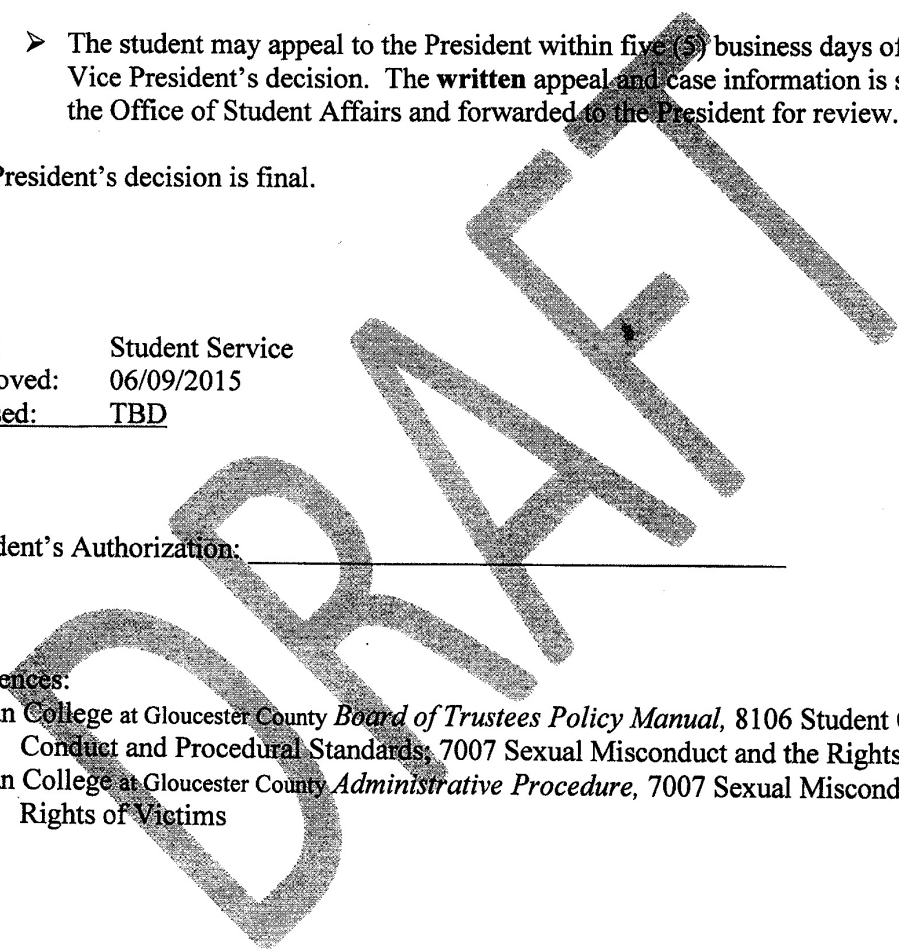 ➢ The student may appeal to the President within five (5) business days of
Vice President's decision. The written appeal and case information is s
the Office of Student Affairs and forwarded to the President for review.
President's decision is final.
Student Service
oved: 06/09/2015
sed: TBD
dent's Authorization:
ences:
n College at Gloucester County Board of Trustees Policy Manual, 8106 Student
Conduct and Procedural Standards; 7007 Sexual Misconduct and the Rights
n College at Gloucester County Administrative Procedure, 7007 Sexual Miscond
Rights of Victims
DRAFT